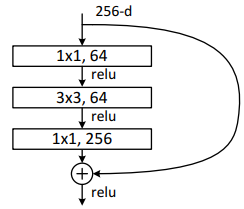 256-d
1x1, 64
relu
3x3, 64
relu
1x1, 256
+
relu